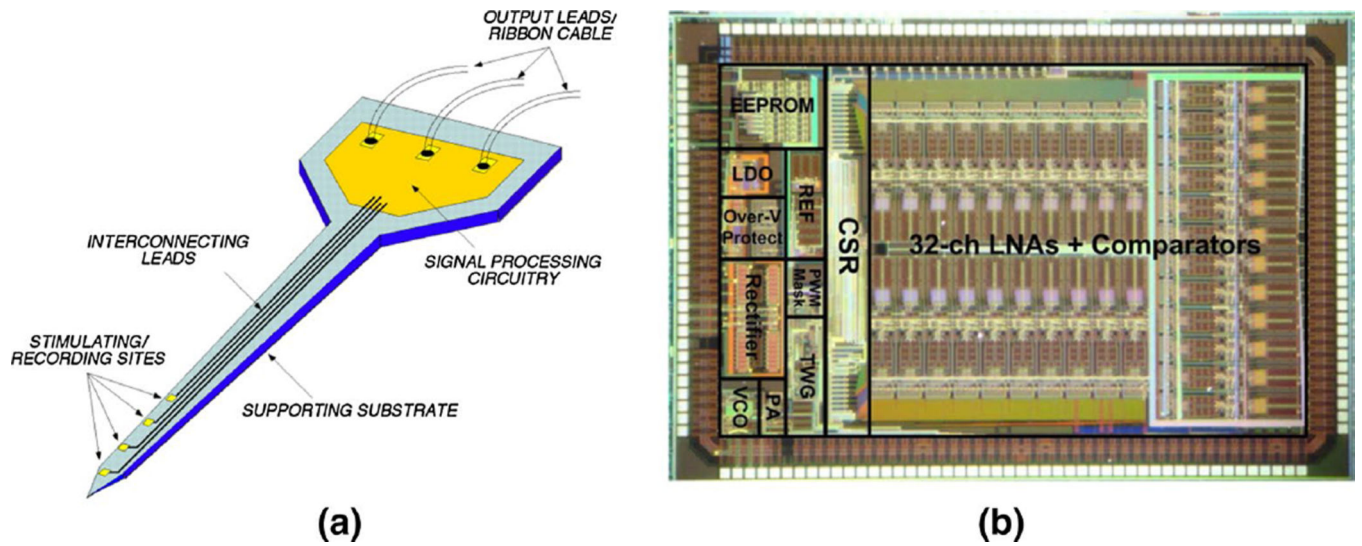 OUTPUT LEADS/
RIBBON CABLE
INTERCONNECTING
LEADS
SIGNAL PROCESSING
CIRCUITRY
STIMULATING/
RECORDING SITES
SUPPORTING SUBSTRATE
(a)
EEPROM
LDO
REF
Over-V
Protect
CSR
32-ch LNAs + Comparators
Rectifier
PWM
Mask
TWG
VCO
PA
(b)